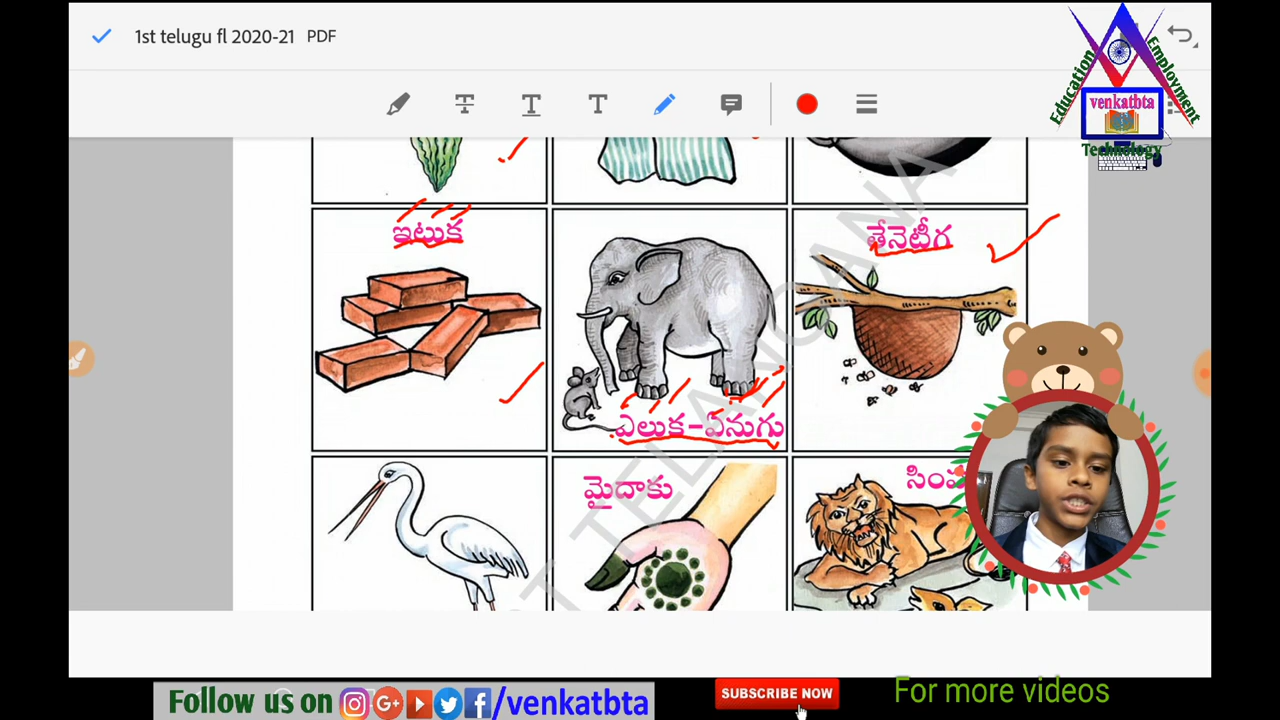 1st telugu fl 2020-21 PDF
Education
Employment
venkatbta
Technology
ఇటుక
తేనెటీగ
ఎలుక-ఏనుగు
మైదాకు
TELANGANA
Follow us on /venkatbta
SUBSCRIBE NOW
For more videos